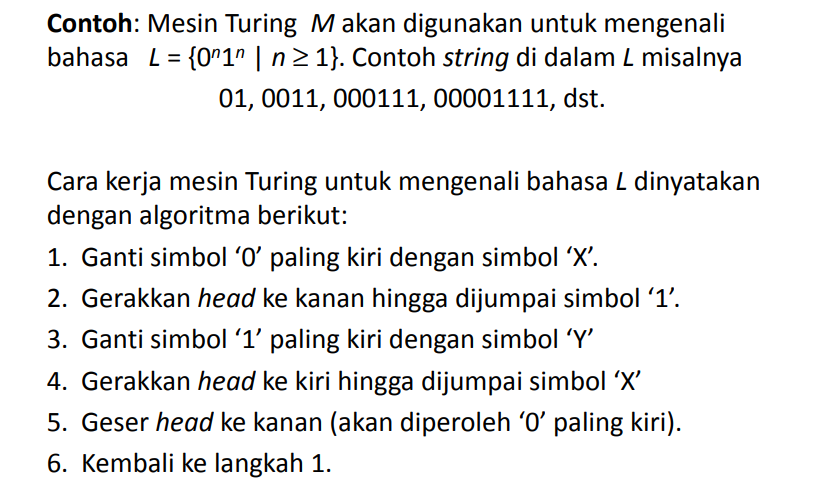 Contoh: Mesin Turing M akan digunakan untuk mengenali
bahasa L = {0ⁿ1ⁿ | n ≥ 1}. Contoh string di dalam L misalnya
01, 0011, 000111, 00001111, dst.
Cara kerja mesin Turing untuk mengenali bahasa L dinyatakan
dengan algoritma berikut:
1. Ganti simbol ‘0’ paling kiri dengan simbol ‘X’.
2. Gerakkan head ke kanan hingga dijumpai simbol ‘1’.
3. Ganti simbol ‘1’ paling kiri dengan simbol ‘Y’
4. Gerakkan head ke kiri hingga dijumpai simbol ‘X’
5. Geser head ke kanan (akan diperoleh ‘0’ paling kiri).
6. Kembali ke langkah 1.